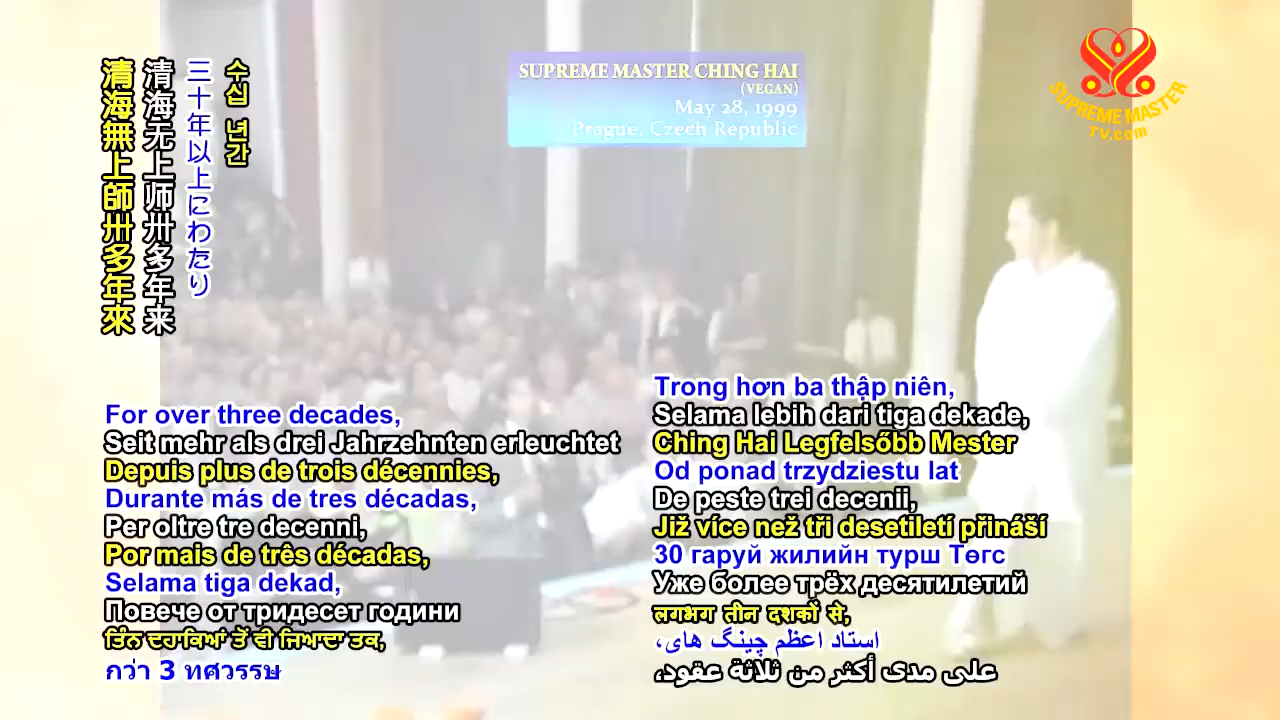 SUPREME MASTER CHING HAI
(VEGAN)
May 28, 1999
Prague, Czech Republic
SUPREME MASTER
TV.com
수십 년간
三十年以上にわたり
清海无上师卅多年来
清海無上師卅多年來
For over three decades,
Seit mehr als drei Jahrzehnten erleuchtet
Depuis plus de trois décennies,
Durante más de tres décadas,
Per oltre tre decenni,
Por mais de três décadas,
Selama tiga dekad,
Повече от тридесет години
ਤਿੰਨ ਦਹਾਕਿਆਂ ਤੋਂ ਵੀ ਜਿਆਦਾ ਤਕ,
กว่า 3 ทศวรรษ
Trong hơn ba thập niên,
Selama lebih dari tiga dekade,
Ching Hai Legfelsőbb Mester
Od ponad trzydziestu lat
De peste trei decenii,
Již více než tři desetiletí přináší
30 гаруй жилийн турш Төгс
Уже более трёх десятилетий
लगभग तीन दशकों से,
استاد اعظم چینگ های،
على مدى أكثر من ثلاثة عقود،